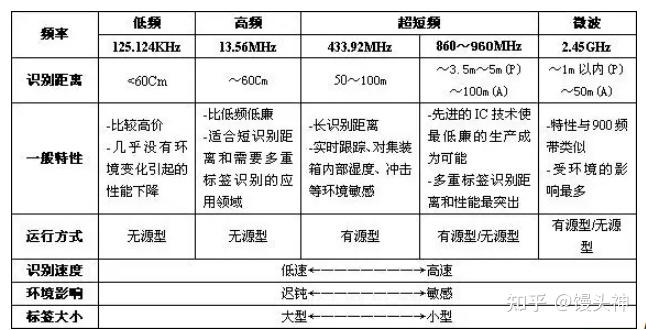 频率 低频 高频 超短频 微波
125.124KHz 13.56MHz 433.92MHz 860～960MHz 2.45GHz
识别距离 <60Cm ～60Cm 50～100m ～3.5m～5m(P) ～1m以内(P)
～100m(A) ～50m(A)
一般特性
-比较高价
-几乎没有环
境变化引起的
性能下降
-比低频低廉
-适合短识别距
离和需要多重
标签识别的应
用领域
-长识别距离
-实时跟踪、对集装
箱内部湿度、冲击
等环境敏感
-先进的IC技术使
最低廉的生产成
为可能
-多重标签识别距
离和性能最突出
-特性与900频
带类似
-受环境的影
响最多
运行方式 无源型 无源型 有源型 有源型/无源型 有源型/无源
型
识别速度 低速←——————→高速
环境影响 迟钝←——————→敏感
标签大小 大型←——————→小型
知乎 @馒头神